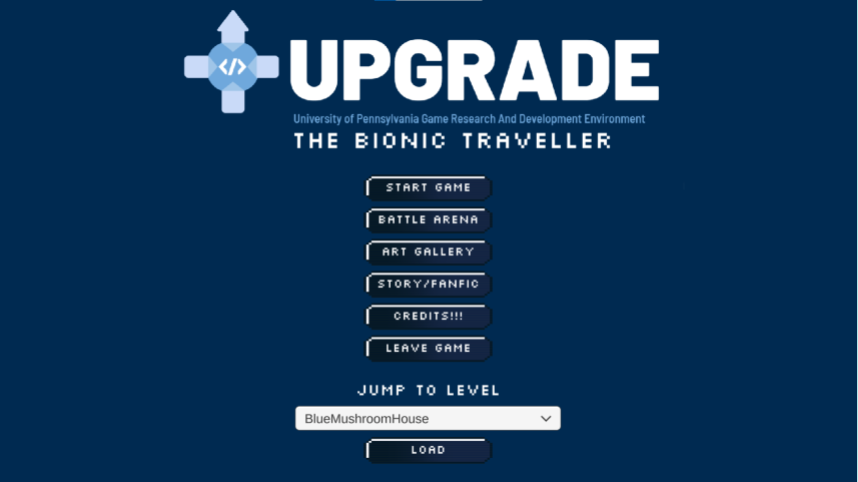 </>
UPGRADE
University of Pennsylvania Game Research And Development Environment
THE BIONIC TRAVELLER
START GAME
BATTLE ARENA
ART GALLERY
STORY/FANFIC
CREDITS!!!
LEAVE GAME
JUMP TO LEVEL
BlueMushroomHouse
LOAD